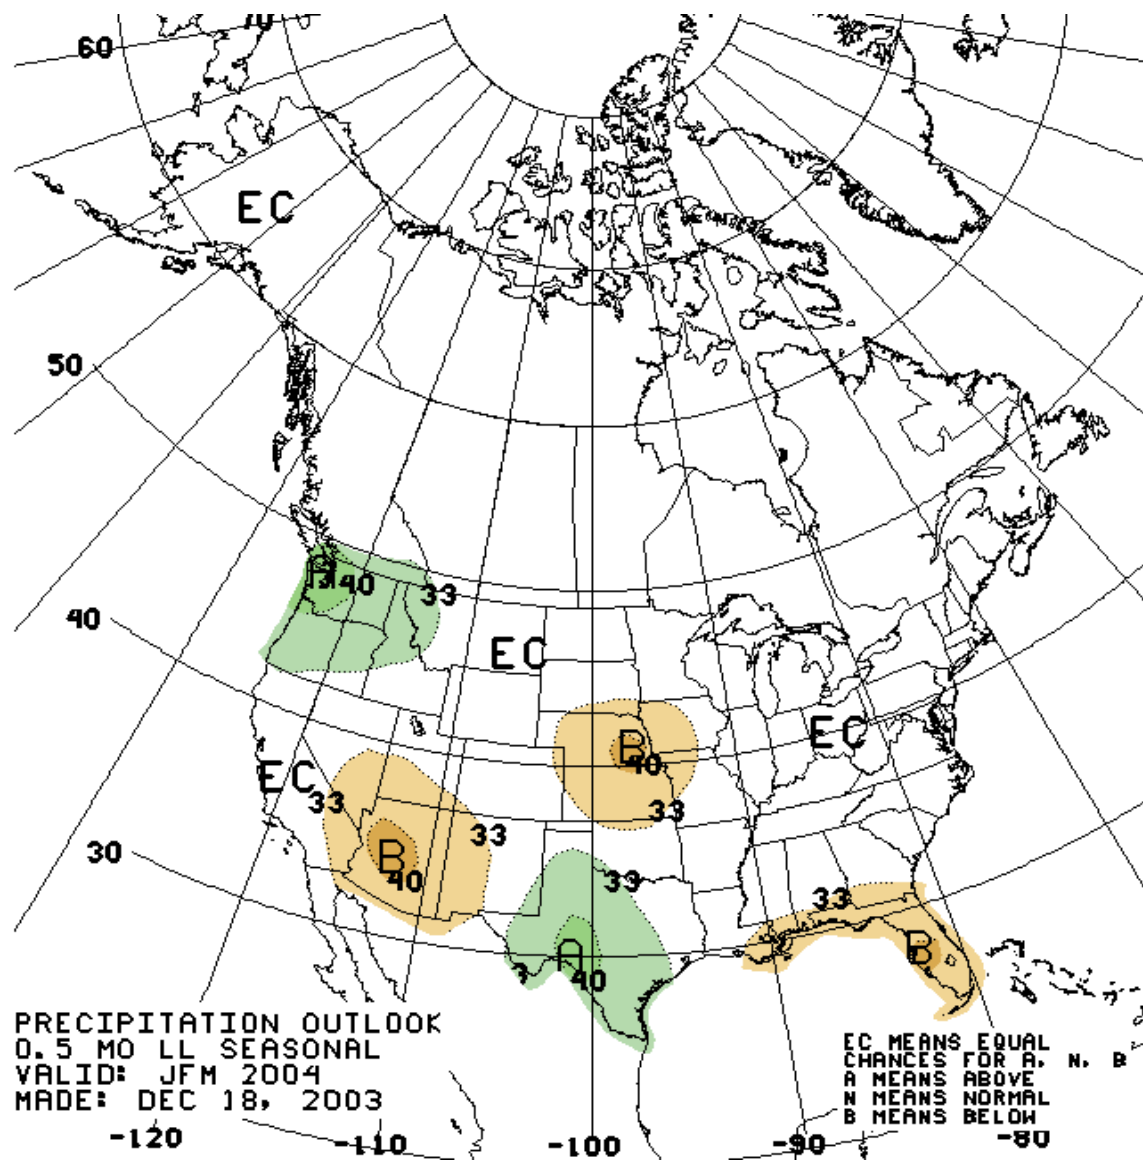 70
60
EC
50
A
40
33
40
EC
B
40
EC
EC
33
33
33
B
40
30
33
33
A
40
3
B
PRECIPITATION OUTLOOK
0.5 MO LL SEASONAL
VALID: JFM 2004
MADE: DEC 18, 2003
EC MEANS EQUAL
CHANCES FOR A, N, B
A MEANS ABOVE
N MEANS NORMAL
B MEANS BELOW
-120
-110
-100
-90
-80